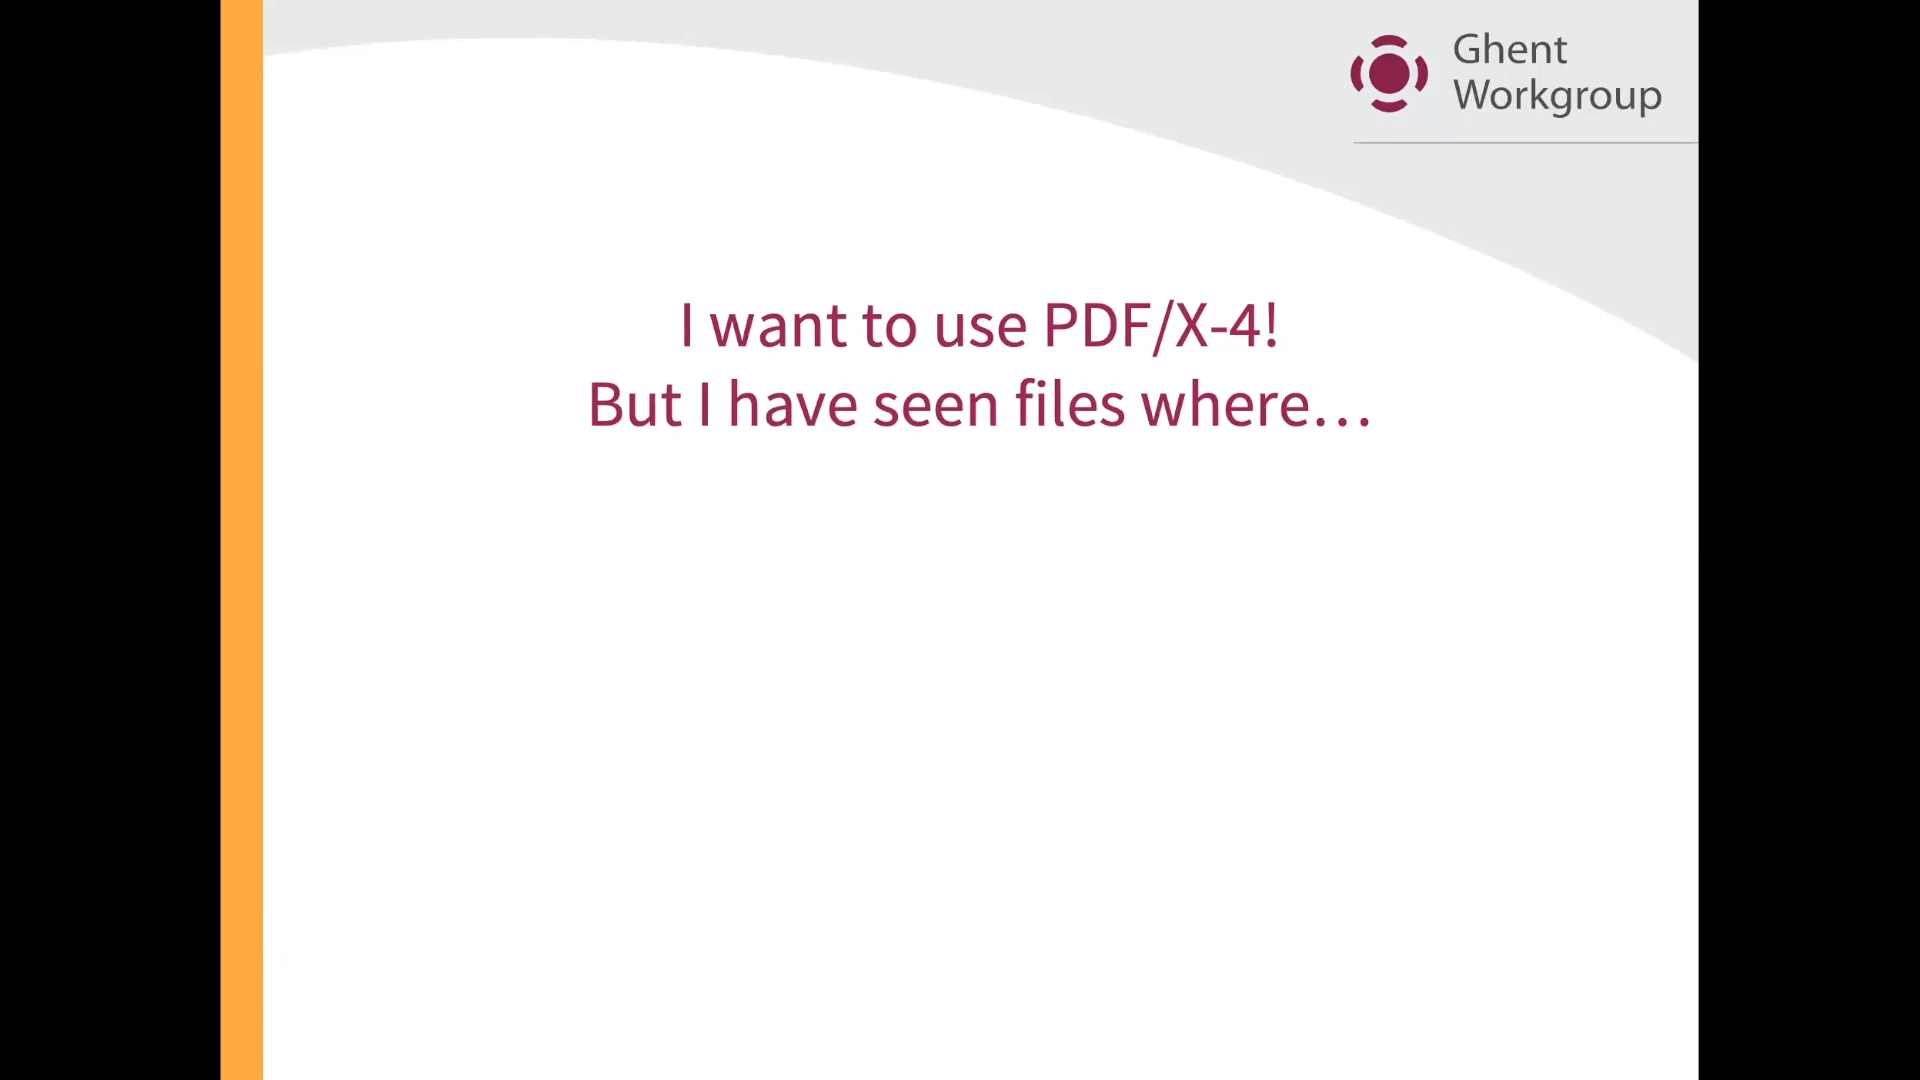 Ghent
Workgroup
I want to use PDF/X-4!
But I have seen files where...